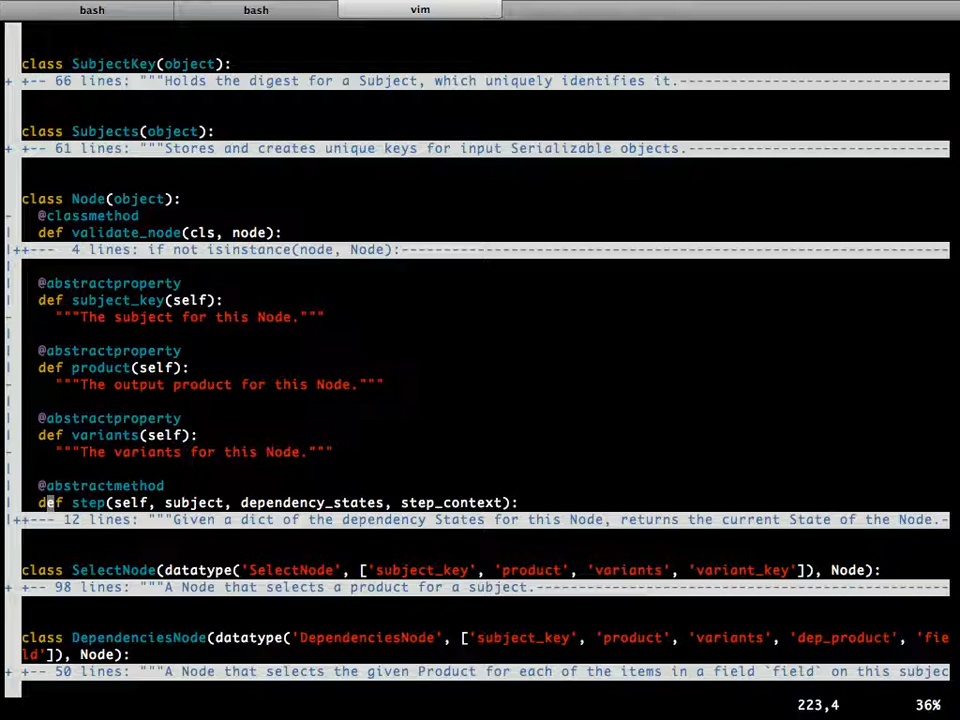 bash bash vim
class SubjectKey(object):
+ +-- 66 lines: """Holds the digest for a Subject, which uniquely identifies it.--------------------------------
class Subjects(object):
+ +-- 61 lines: """Stores and creates unique keys for input Serializable objects.-------------------------------
class Node(object):
- @classmethod
| def validate_node(cls, node):
|++--- 4 lines: if not isinstance(node, Node):-----------------------------------------------------------------
|
| @abstractproperty
| def subject_key(self):
- """The subject for this Node."""
|
| @abstractproperty
| def product(self):
- """The output product for this Node."""
|
| @abstractproperty
| def variants(self):
- """The variants for this Node."""
|
| @abstractmethod
| def step(self, subject, dependency_states, step_context):
|++--- 12 lines: """Given a dict of the dependency States for this Node, returns the current State of the Node.-
class SelectNode(datatype('SelectNode', ['subject_key', 'product', 'variants', 'variant_key']), Node):
+ +-- 98 lines: """A Node that selects a product for a subject.-------------------------------------------------
class DependenciesNode(datatype('DependenciesNode', ['subject_key', 'product', 'variants', 'dep_product', 'fie
ld']), Node):
+ +-- 50 lines: """A Node that selects the given Product for each of the items in a field `field` on this subjec
223,4 36%